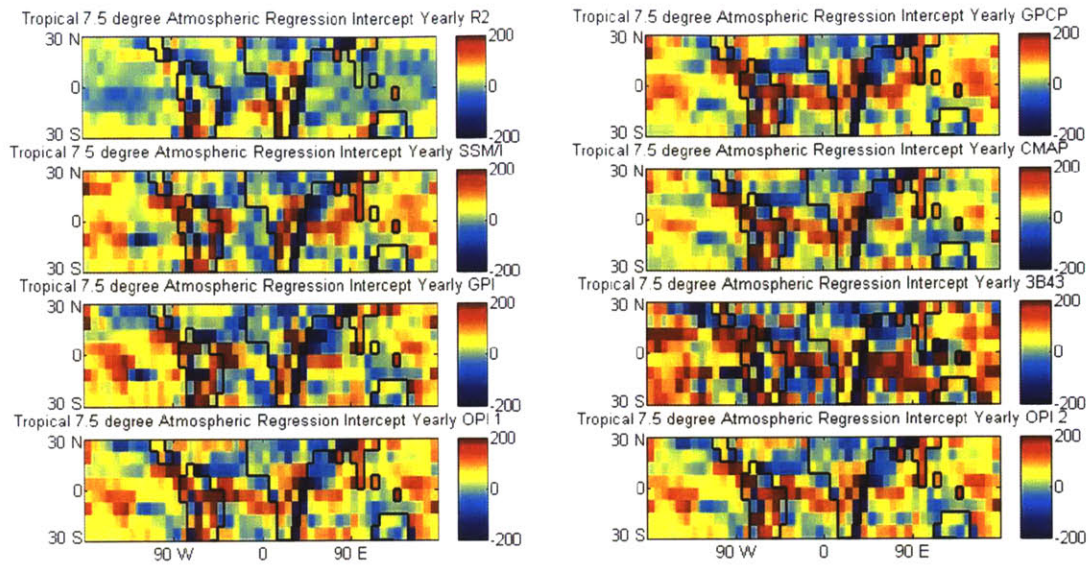 Tropical 7.5 degree Atmospheric Regression Intercept Yearly R2
30 N
0
30 S
200
0
-200
Tropical 7.5 degree Atmospheric Regression Intercept Yearly SSM/I
30 N
0
30 S
200
0
-200
Tropical 7.5 degree Atmospheric Regression Intercept Yearly GPI
30 N
0
30 S
200
0
-200
Tropical 7.5 degree Atmospheric Regression Intercept Yearly OPI 1
30 N
0
30 S
200
0
-200
90 W 0 90 E
Tropical 7.5 degree Atmospheric Regression Intercept Yearly GPCP
30 N
0
30 S
200
0
-200
Tropical 7.5 degree Atmospheric Regression Intercept Yearly CMAP
30 N
0
30 S
200
0
-200
Tropical 7.5 degree Atmospheric Regression Intercept Yearly 3B43
30 N
0
30 S
200
0
-200
Tropical 7.5 degree Atmospheric Regression Intercept Yearly OPI 2
30 N
0
30 S
200
0
-200
90 W 0 90 E